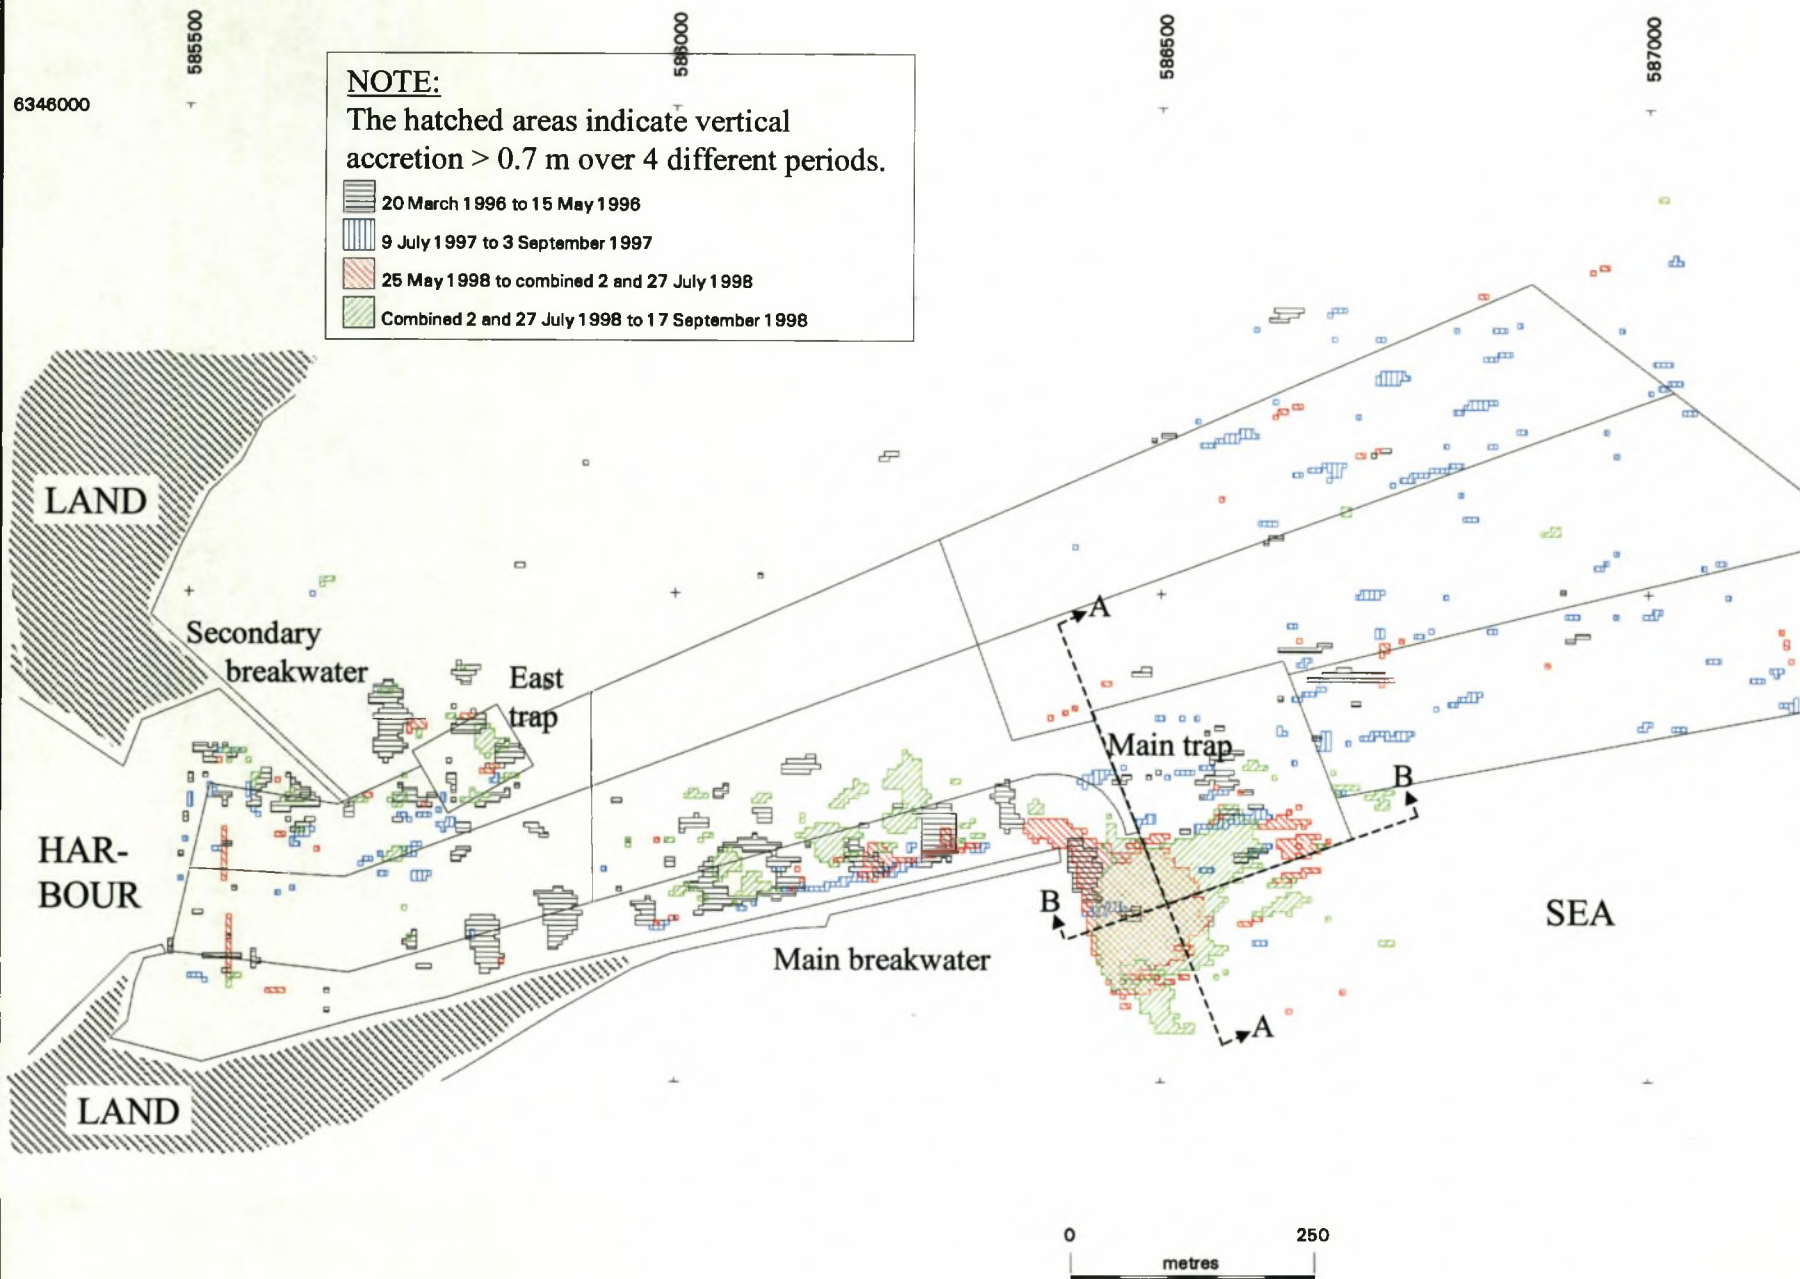 585500
586000
586500
587000
6346000
NOTE:
The hatched areas indicate vertical
accretion > 0.7 m over 4 different periods.
20 March 1996 to 15 May 1996
9 July 1997 to 3 September 1997
25 May 1998 to combined 2 and 27 July 1998
Combined 2 and 27 July 1998 to 17 September 1998
LAND
Secondary
breakwater
East
trap
A
Main trap
B
HAR-
BOUR
B
SEA
Main breakwater
A
LAND
0
250
metres